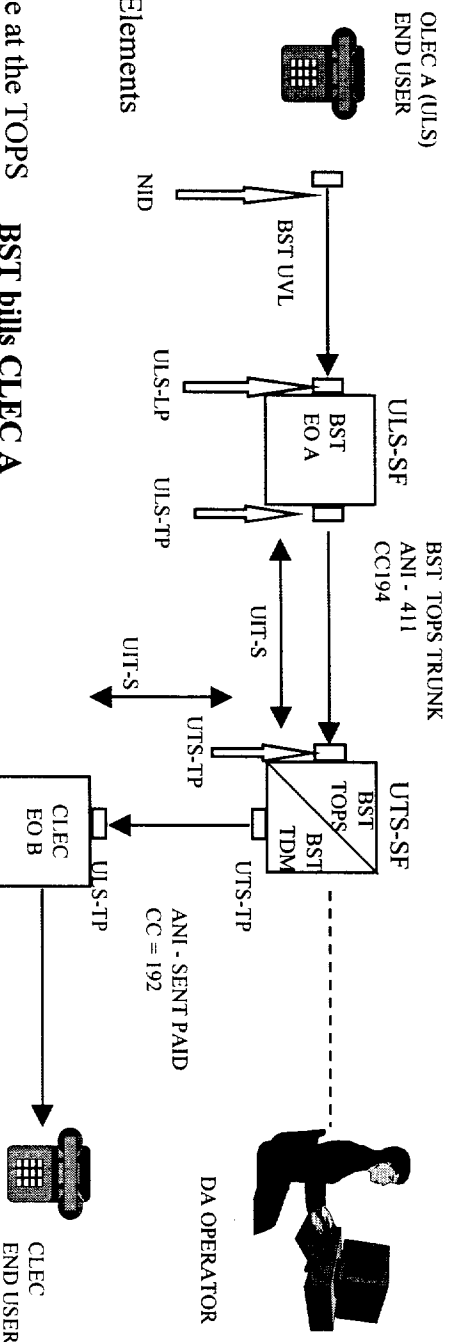 OLEC A (ULS)
END USER
NID
BST UVL
ULS-LP
ULS-SF
BST
EO A
ULS-TP
BST TOPS TRUNK
ANI - 411
CC194
UIT-S
UIT-S
UTS-TP
UTS-SF
BST
TOPS
BST
TDM
UTS-TP
DA OPERATOR
ANI - SENT PAID
CC = 192
ULS-TP
CLEC
EO B
CLEC
END USER
Elements
e at the TOPS
BST bills CLEC A